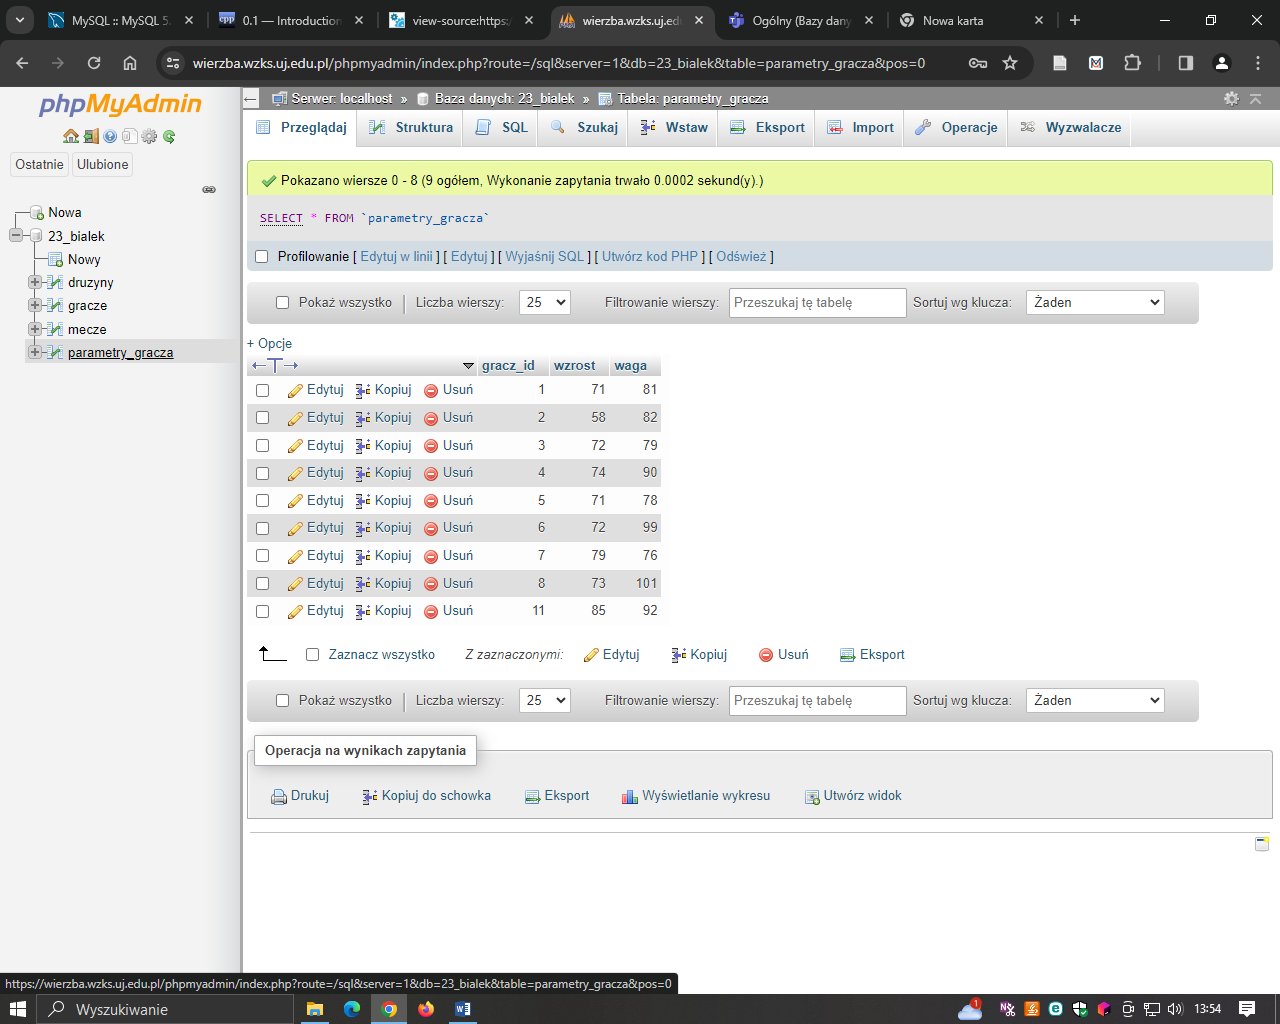 MySQL :: MySQL 5.
0.1 — Introduction
view-source:https:/
wierzba.wzks.uj.ed
Ogólny (Bazy dany
Nowa karta
wierzba.wzks.uj.edu.pl/phpmyadmin/index.php?route=/sql&server=1&db=23_bialek&table=parametry_gracza&pos=0
phpMyAdmin
Ostatnie
Ulubione
Nowa
23_bialek
Nowy
druzyny
gracze
mecze
parametry_gracza
Serwer: localhost » Baza danych: 23_bialek » Tabela: parametry_gracza
Przeglądaj Struktura SQL Szukaj Wstaw Eksport Import Operacje Wyzwalacze
Pokazano wiersze 0 - 8 (9 ogółem, Wykonanie zapytania trwało 0.0002 sekund(y).)
SELECT * FROM `parametry_gracza`
Profilowanie [ Edytuj w linii ] [ Edytuj ] [ Wyjaśnij SQL ] [ Utwórz kod PHP ] [ Odśwież ]
Pokaż wszystko | Liczba wierszy: 25 Filtrowanie wierszy: Przeszukaj tę tabelę Sortuj wg klucza: Żaden
+ Opcje
gracz_id wzrost waga
Edytuj Kopiuj Usuń 1 71 81
Edytuj Kopiuj Usuń 2 58 82
Edytuj Kopiuj Usuń 3 72 79
Edytuj Kopiuj Usuń 4 74 90
Edytuj Kopiuj Usuń 5 71 78
Edytuj Kopiuj Usuń 6 72 99
Edytuj Kopiuj Usuń 7 79 76
Edytuj Kopiuj Usuń 8 73 101
Edytuj Kopiuj Usuń 11 85 92
Zaznacz wszystko Z zaznaczonymi: Edytuj Kopiuj Usuń Eksport
Pokaż wszystko | Liczba wierszy: 25 Filtrowanie wierszy: Przeszukaj tę tabelę Sortuj wg klucza: Żaden
Operacja na wynikach zapytania
Drukuj Kopiuj do schowka Eksport Wyświetlanie wykresu Utwórz widok
https://wierzba.wzks.uj.edu.pl/phpmyadmin/index.php?route=/sql&server=1&db=23_bialek&table=parametry_gracza&pos=0
Wyszukiwanie
1
13:54